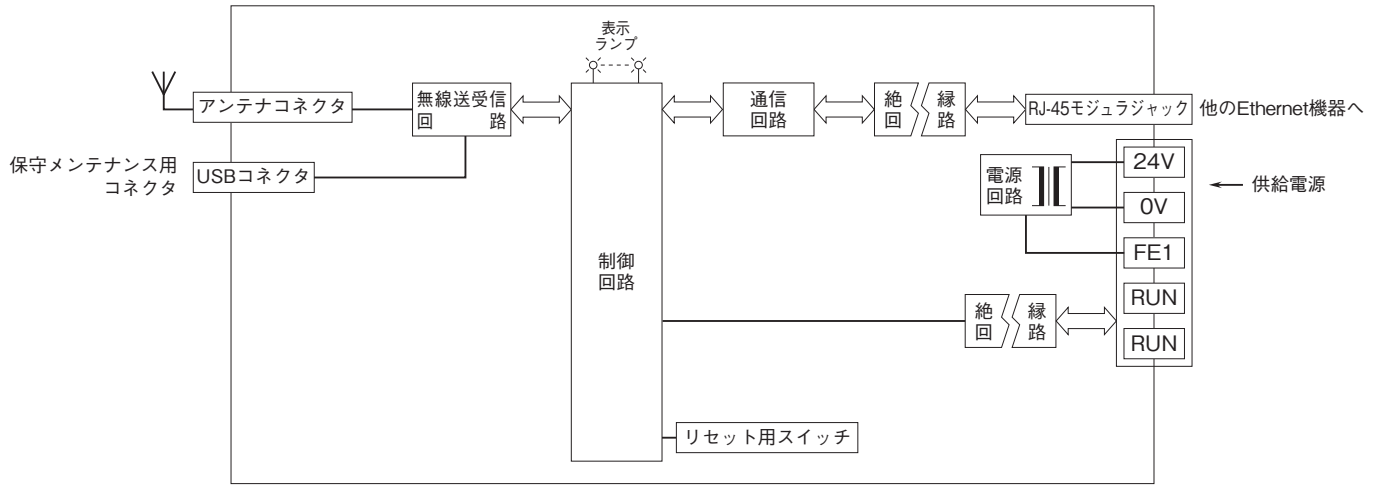 表示
ランプ
アンテナコネクタ
無線送受信
回　　　路
通信
回路
絶　縁
回　路
RJ-45モジュラジャック
他のEthernet機器へ
保守メンテナンス用
コネクタ
USBコネクタ
電源
回路
24V
供給電源
0V
FE1
制御
回路
絶　縁
回　路
RUN
RUN
リセット用スイッチ